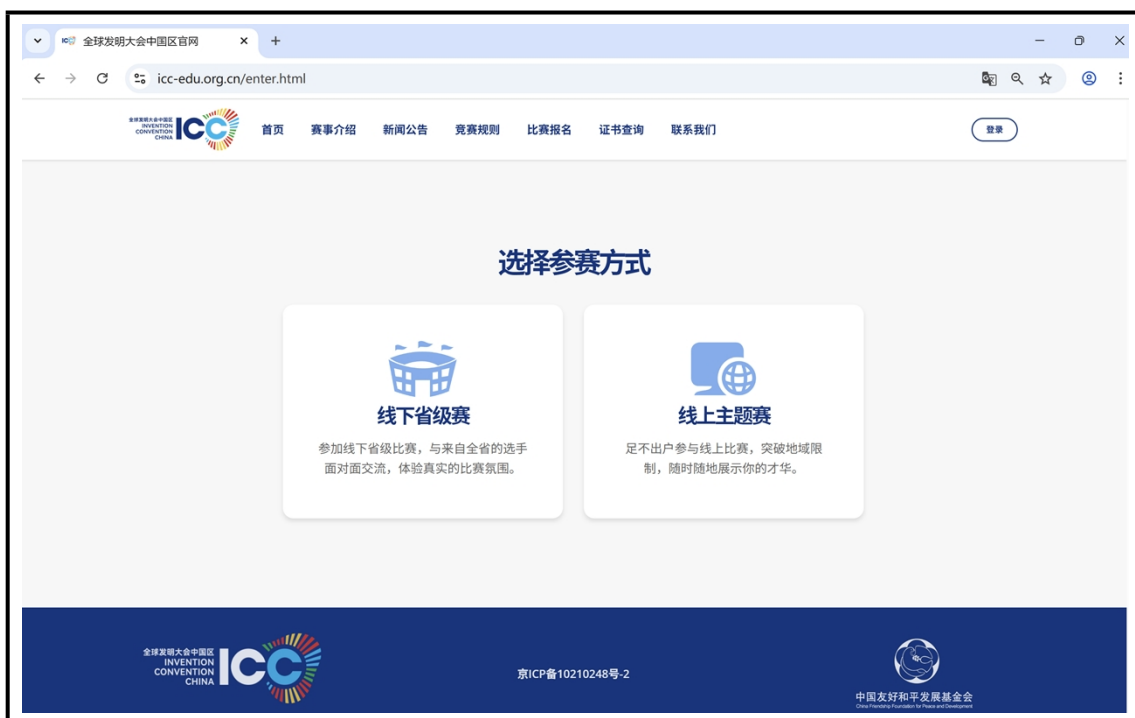 全球发明大会中国区官网
icc-edu.org.cn/enter.html
全球发明大会中国区
INVENTION
CONVENTION
CHINA
ICC
首页 赛事介绍 新闻公告 竞赛规则 比赛报名 证书查询 联系我们
登录
选择参赛方式
线下省级赛
参加线下省级比赛，与来自全省的选手
面对面交流，体验真实的比赛氛围。
线上主题赛
足不出户参与线上比赛，突破地域限
制，随时随地展示你的才华。
全球发明大会中国区
INVENTION
CONVENTION
CHINA
ICC
京ICP备10210248号-2
中国友好和平发展基金会
China Friendship Foundation for Peace and Development